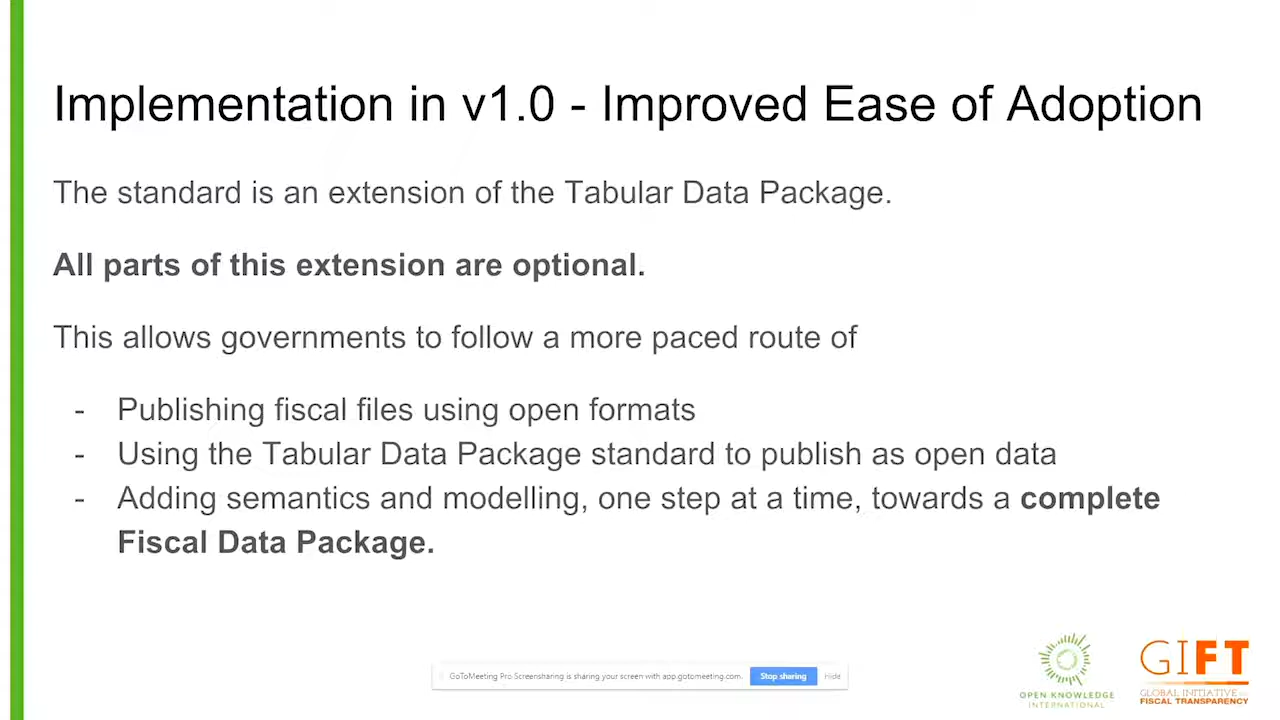 Implementation in v1.0 - Improved Ease of Adoption
The standard is an extension of the Tabular Data Package.
All parts of this extension are optional.
This allows governments to follow a more paced route of
- Publishing fiscal files using open formats
- Using the Tabular Data Package standard to publish as open data
- Adding semantics and modelling, one step at a time, towards a complete
Fiscal Data Package.
GoToMeeting Pro Screensharing is sharing your screen with app.gotomeeting.com. Stop sharing Hide
OPEN KNOWLEDGE
INTERNATIONAL
GIFT
GLOBAL INITIATIVE
FISCAL TRANSPARENCY